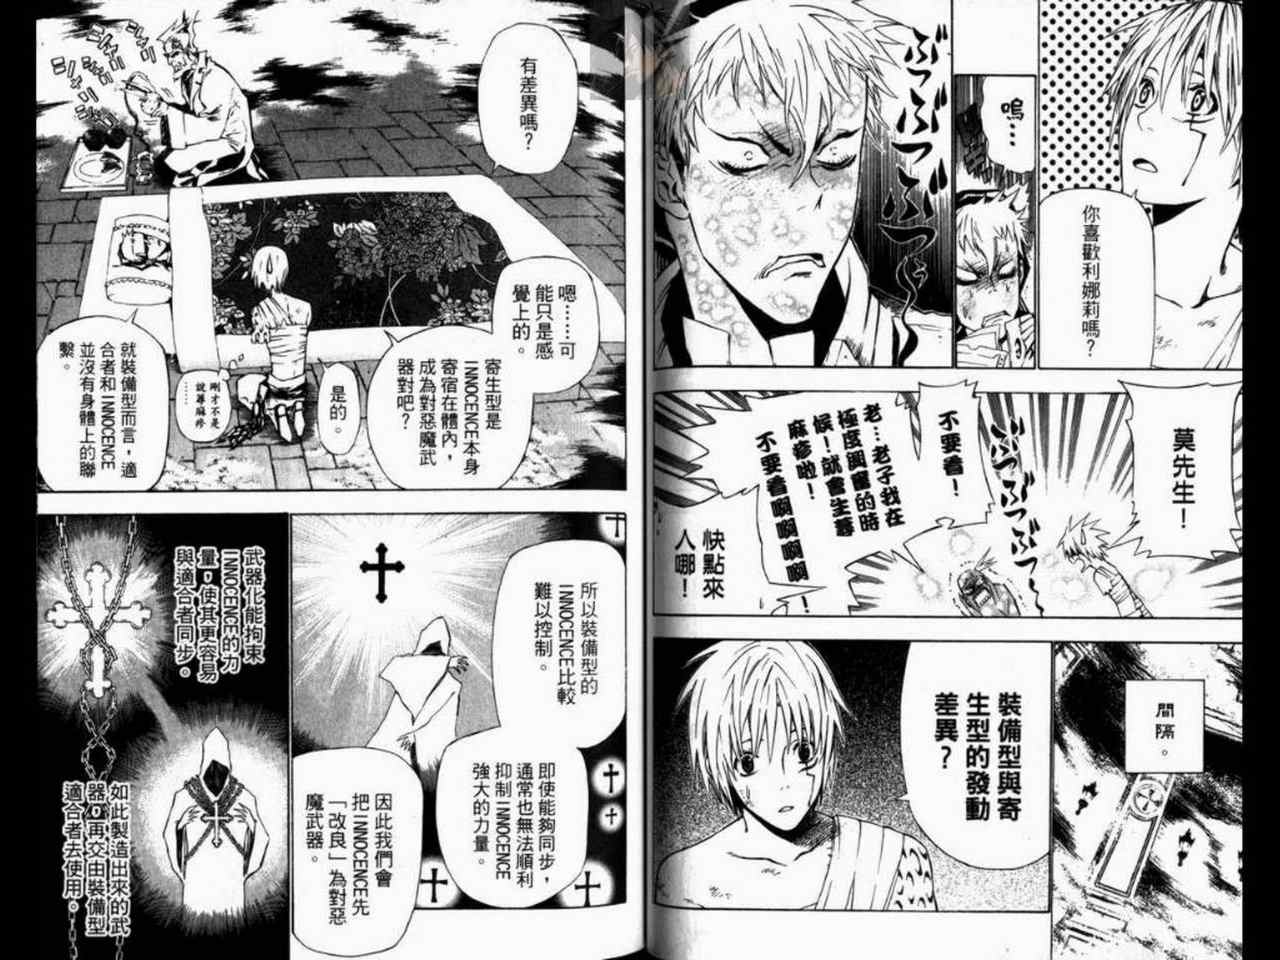 你喜歡利娜莉嗎？
嗚…
ぶつ
ぶつ
ぶつ
莫先生！
ぶつぶつ
不要看！
老…老子我在
極度興奮的時
候！就會生蕁
麻疹啦！
不要看啊啊啊啊！
快點來
人哪！
間隔。
裝備型與寄
生型的發動
差異？
有差異嗎？
嗯……可
能只是感
覺上的。
寄生型是
INNOCENCE本身
寄宿在體內，
成為對惡魔武
器對吧？
是的。
剛才不是
說蕁麻疹
……
就裝備型而言，適
合者和INNOCENCE
並沒有身體上的聯
繫。
所以裝備型的
INNOCENCE比較
難以控制。
即使能夠同步，
通常也無法順利
抑制INNOCENCE
強大的力量。
因此我們會
把INNOCENCE先
「改良」為對惡
魔武器。
武器化能拘束
INNOCENCE的力
量，使其更容易
與適合者同步。
如此製造出來的武
器，再交由裝備型
適合者去使用。